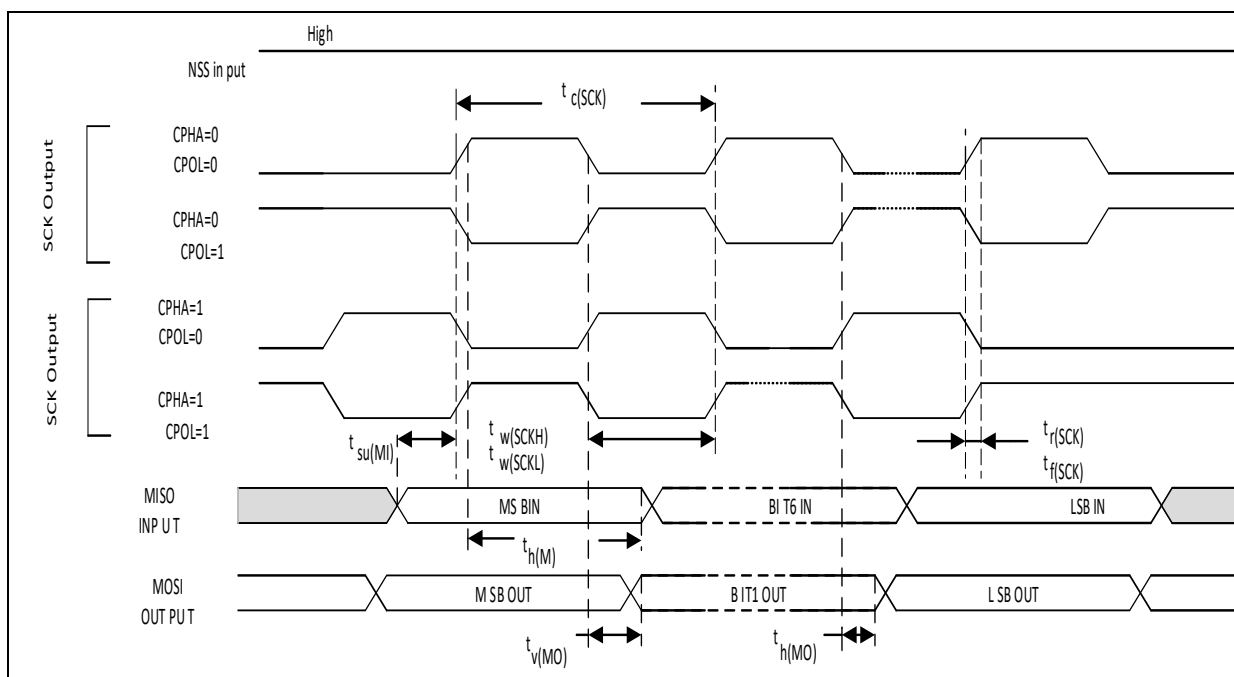 High
NSS in put
t c(SCK)
SCK Output
CPHA=0
CPOL=0
CPHA=0
CPOL=1
SCK Output
CPHA=1
CPOL=0
CPHA=1
CPOL=1
t su(MI)
t w(SCKH)
t w(SCKL)
t r(SCK)
t f(SCK)
MISO
INP U T
MS BIN
BI T6 IN
LSB IN
t h(M)
MOSI
OUT PU T
M SB OUT
B IT1 OUT
L SB OUT
t v(MO)
t h(MO)